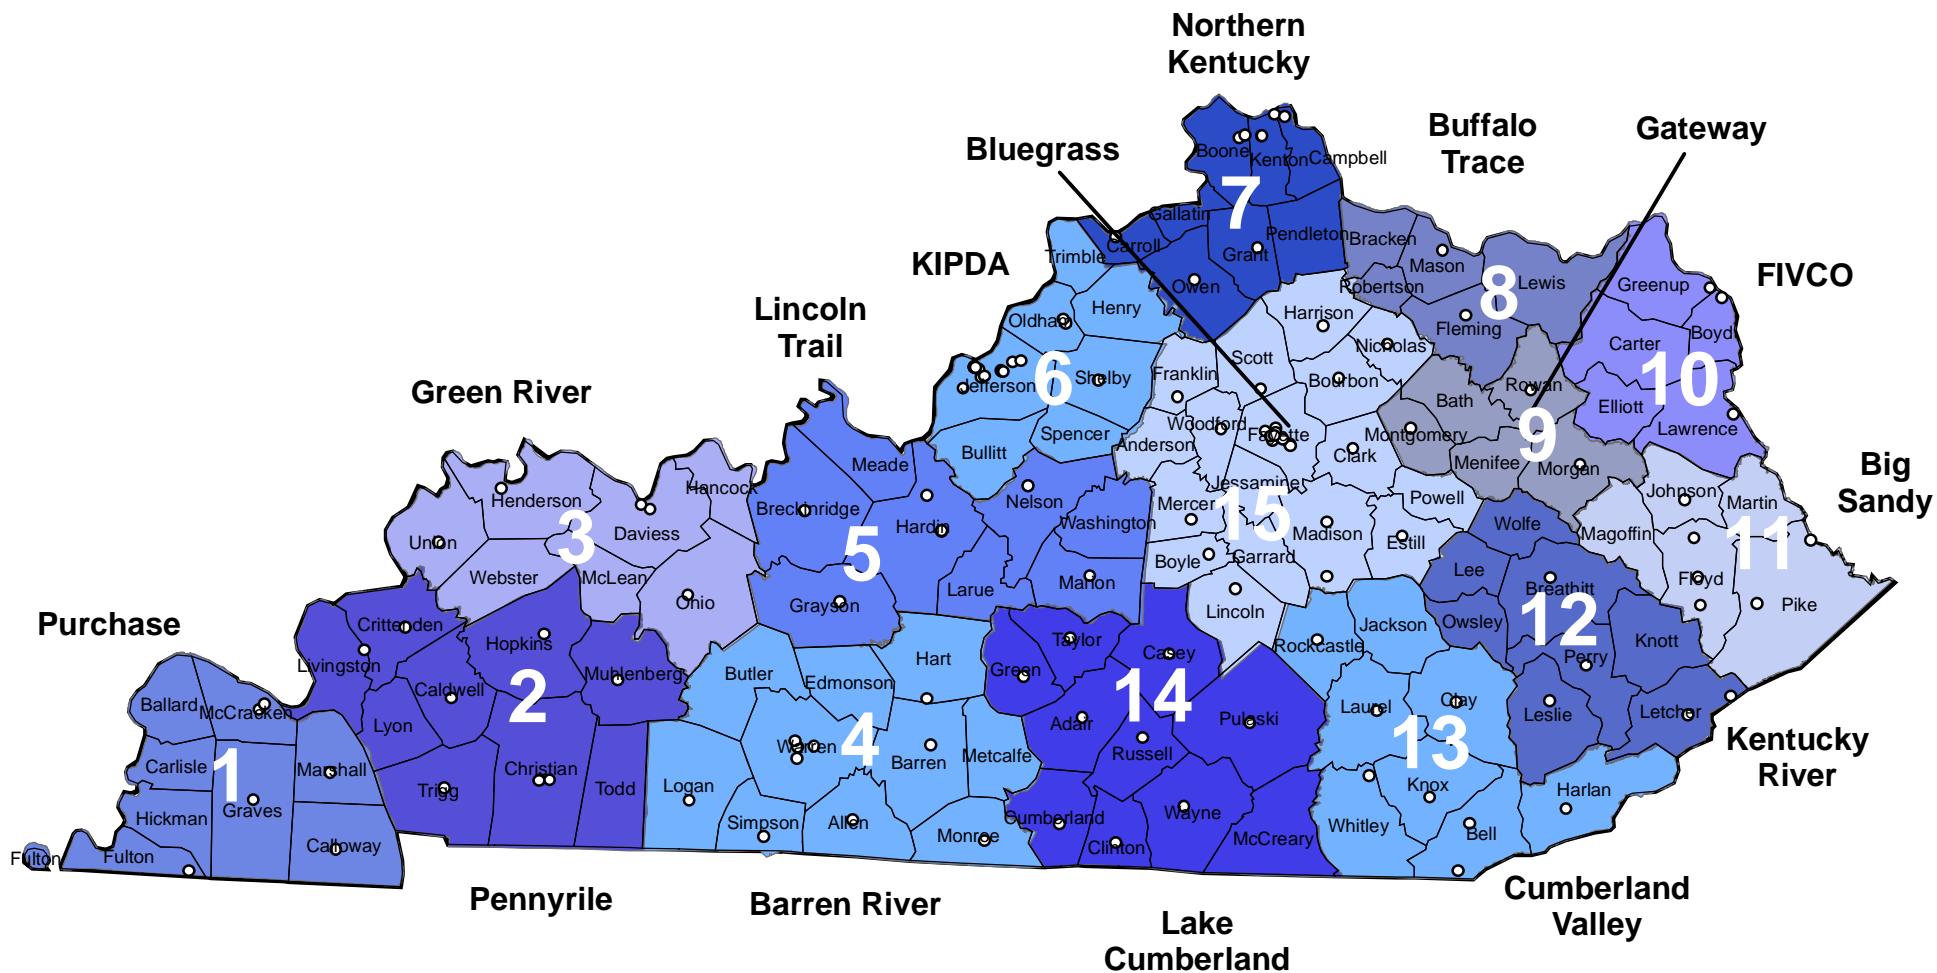 Northern
Kentucky
Buffalo
Trace
Gateway
Bluegrass
KIPDA
FIVCO
Lincoln
Trail
Green River
Big
Sandy
Purchase
Kentucky
River
Pennyrile
Barren River
Lake
Cumberland
Cumberland
Valley
Boone
Kenton
Campbell
7
Gallatin
Carroll
Grant
Pendleton
Owen
Bracken
Mason
Robertson
Lewis
8
Fleming
Greenup
Boyd
Carter
10
Elliott
Lawrence
Trimble
Henry
Oldham
Jefferson
6
Shelby
Spencer
Bullitt
Harrison
Nicholas
Scott
Bourbon
Franklin
Woodford
Fayette
Anderson
Clark
Jessamine
Mercer
15
Powell
Madison
Estill
Boyle
Garrard
Lincoln
Rowan
Bath
Montgomery
9
Menifee
Morgan
Johnson
Martin
Magoffin
11
Floyd
Pike
Meade
Breckinridge
Hardin
Nelson
Washington
5
Larue
Marion
Grayson
Hancock
Henderson
Daviess
3
Union
Webster
McLean
Ohio
Wolfe
Lee
Breathitt
Owsley
12
Knott
Perry
Leslie
Letcher
Crittenden
Livingston
Hopkins
Muhlenberg
Caldwell
2
Lyon
Christian
Trigg
Todd
Ballard
McCracken
Carlisle
1
Marshall
Graves
Hickman
Calloway
Fulton
Fulton
Hart
Butler
Edmonson
Warren
4
Barren
Metcalfe
Logan
Simpson
Allen
Monroe
Taylor
Green
Casey
14
Adair
Pulaski
Russell
Cumberland
Wayne
Clinton
McCreary
Jackson
Rockcastle
Laurel
Clay
13
Knox
Whitley
Bell
Harlan